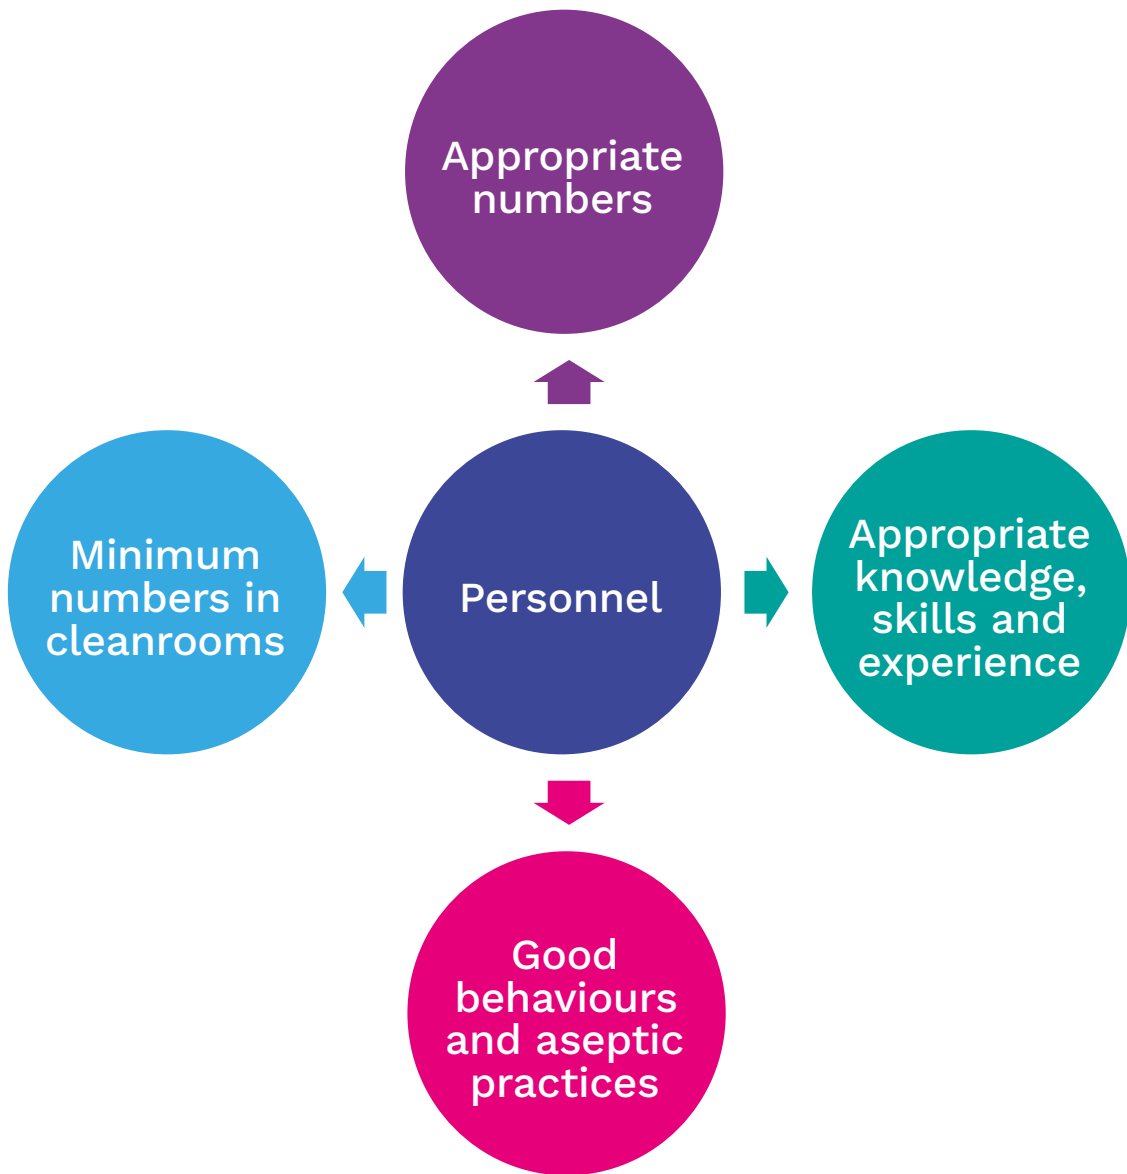 Appropriate
numbers
Minimum
numbers in
cleanrooms
Personnel
Appropriate
knowledge,
skills and
experience
Good
behaviours
and aseptic
practices